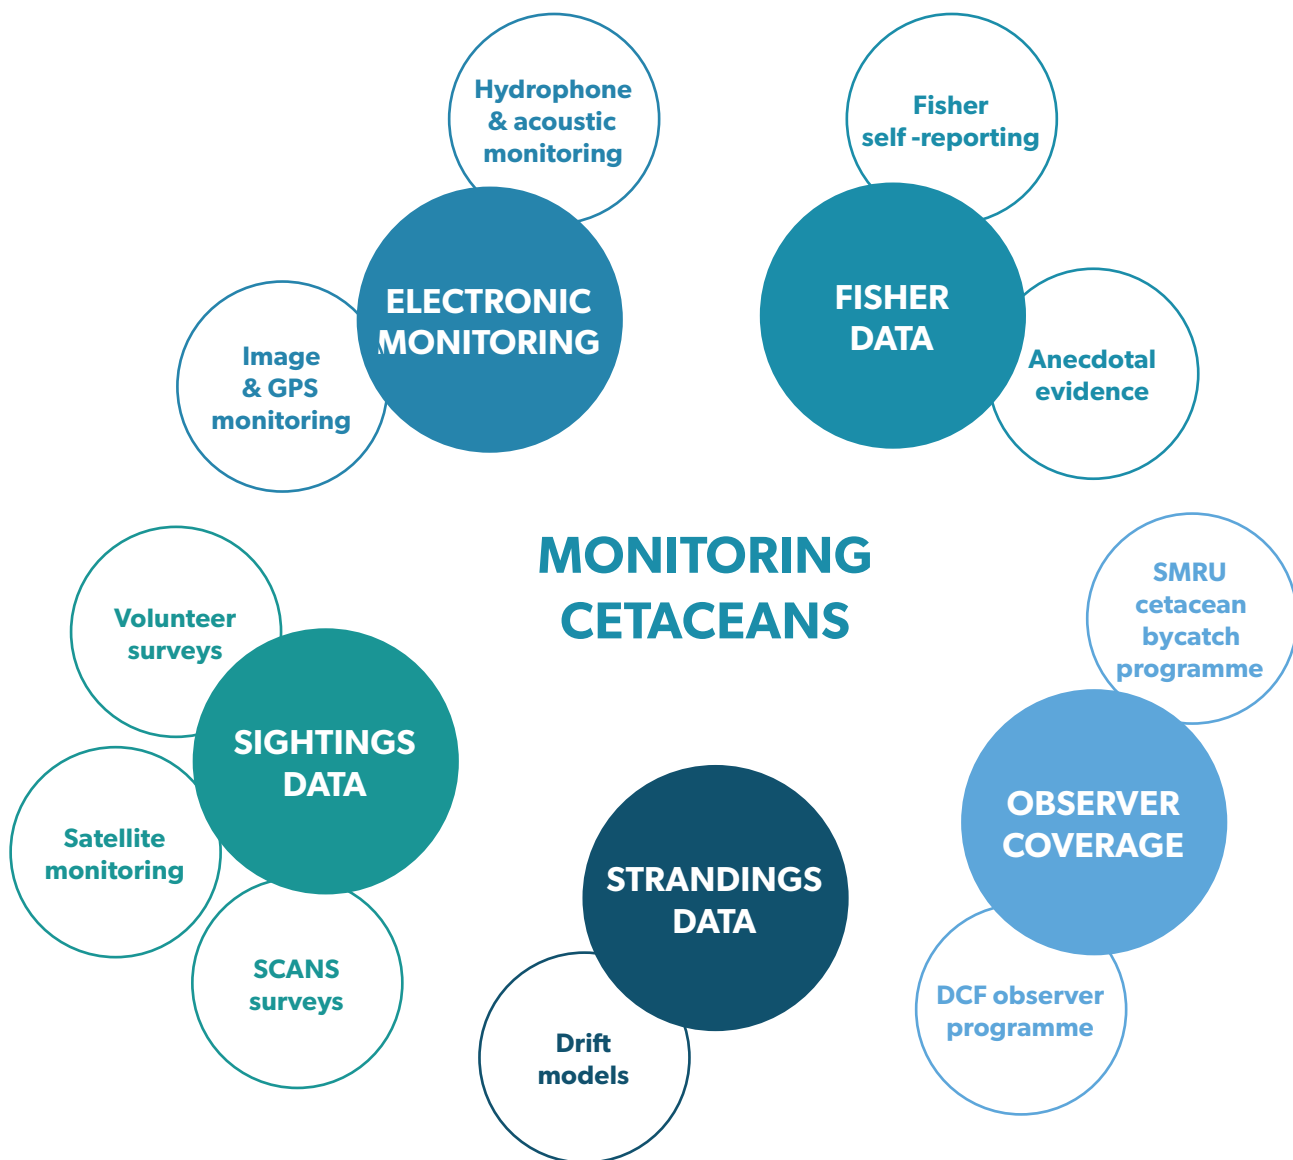 Hydrophone
& acoustic
monitoring
Fisher
self -reporting
ELECTRONIC
MONITORING
FISHER
DATA
Image
& GPS
monitoring
Anecdotal
evidence
MONITORING
CETACEANS
SMRU
cetacean
bycatch
programme
Volunteer
surveys
SIGHTINGS
DATA
OBSERVER
COVERAGE
Satellite
monitoring
STRANDINGS
DATA
SCANS
surveys
DCF observer
programme
Drift
models